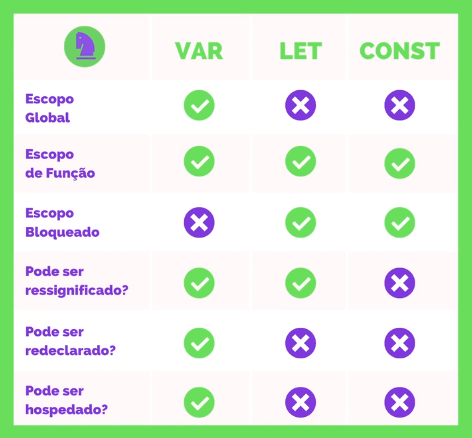 VAR LET CONST
Escopo
Global
Escopo
de Função
Escopo
Bloqueado
Pode ser
ressignificado?
Pode ser
redeclarado?
Pode ser
hospedado?